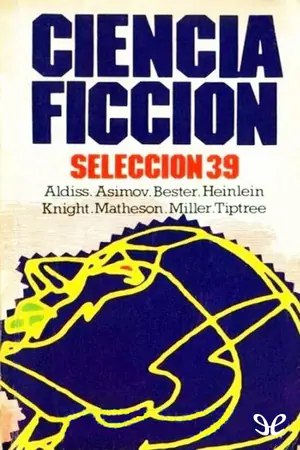 CIENCIA
FICCION
SELECCION 39
Aldiss. Asimov. Bester. Heinlein
Knight. Matheson. Miller. Tiptree